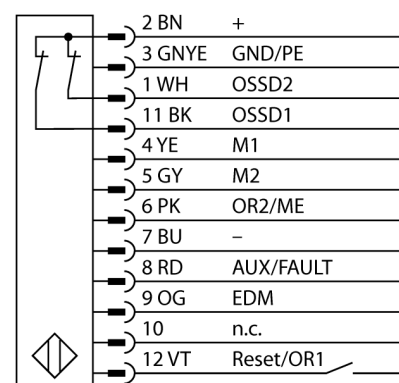 2 BN +
3 GNYE GND/PE
1 WH OSSD2
11 BK OSSD1
4 YE M1
5 GY M2
6 PK OR2/ME
7 BU –
8 RD AUX/FAULT
9 OG EDM
10 n.c.
12 VT Reset/OR1